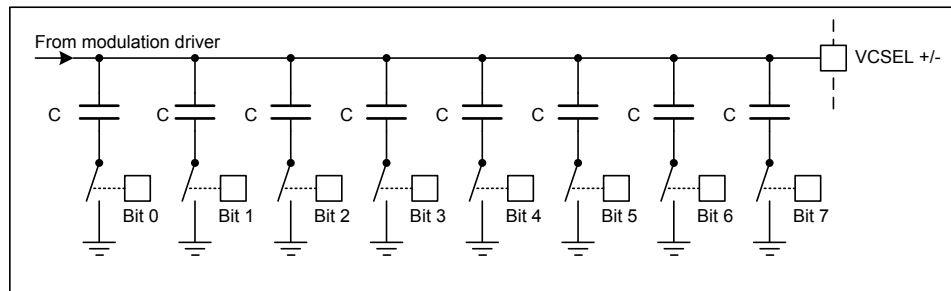 From modulation driver
VCSEL +/-
C C C C C C C C
Bit 0 Bit 1 Bit 2 Bit 3 Bit 4 Bit 5 Bit 6 Bit 7